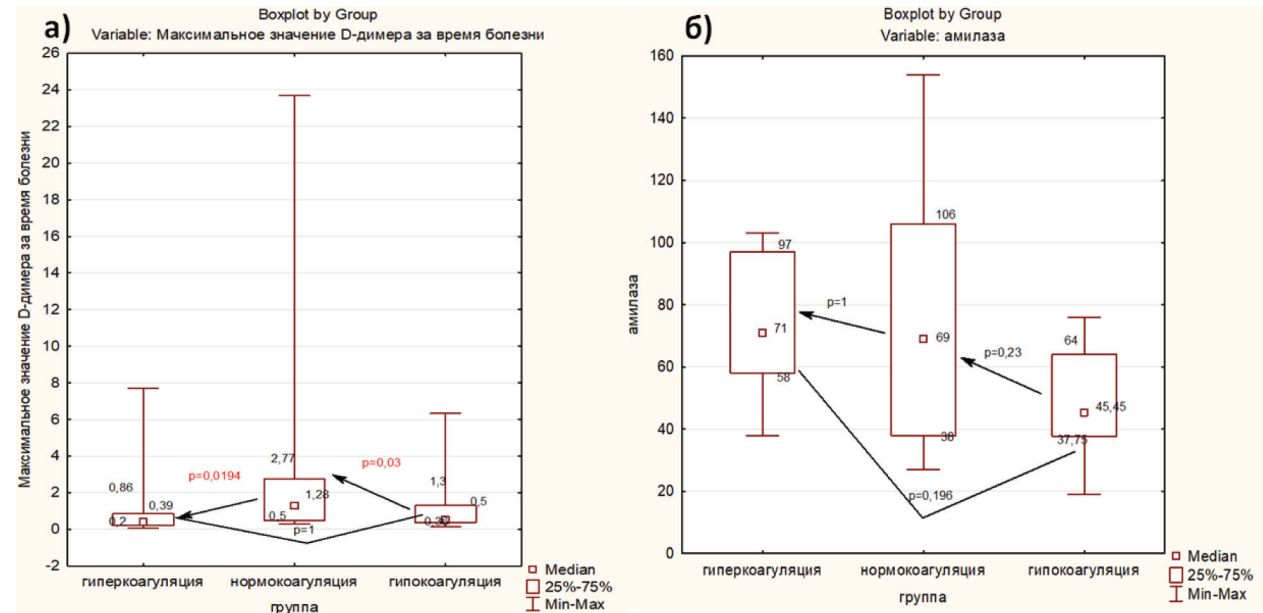 а)
Boxplot by Group
Variable: Максимальное значение D-димера за время болезни
Максимальное значение D-димера за время болезни
26
24
22
20
18
16
14
12
10
8
6
4
2
0
-2
0,86
0,39
0,2
p=0,0194
2,77
1,28
0,5
p=1
p=0,03
1,3
0,5
гиперкоагуляция
нормокоагуляция
гипокоагуляция
группа
Median
25%-75%
Min-Max
б)
Boxplot by Group
Variable: амилаза
амилаза
160
140
120
100
80
60
40
20
0
97
71
58
p=1
106
69
38
p=0,23
64
45,45
37,75
p=0,196
гиперкоагуляция
нормокоагуляция
гипокоагуляция
группа
Median
25%-75%
Min-Max